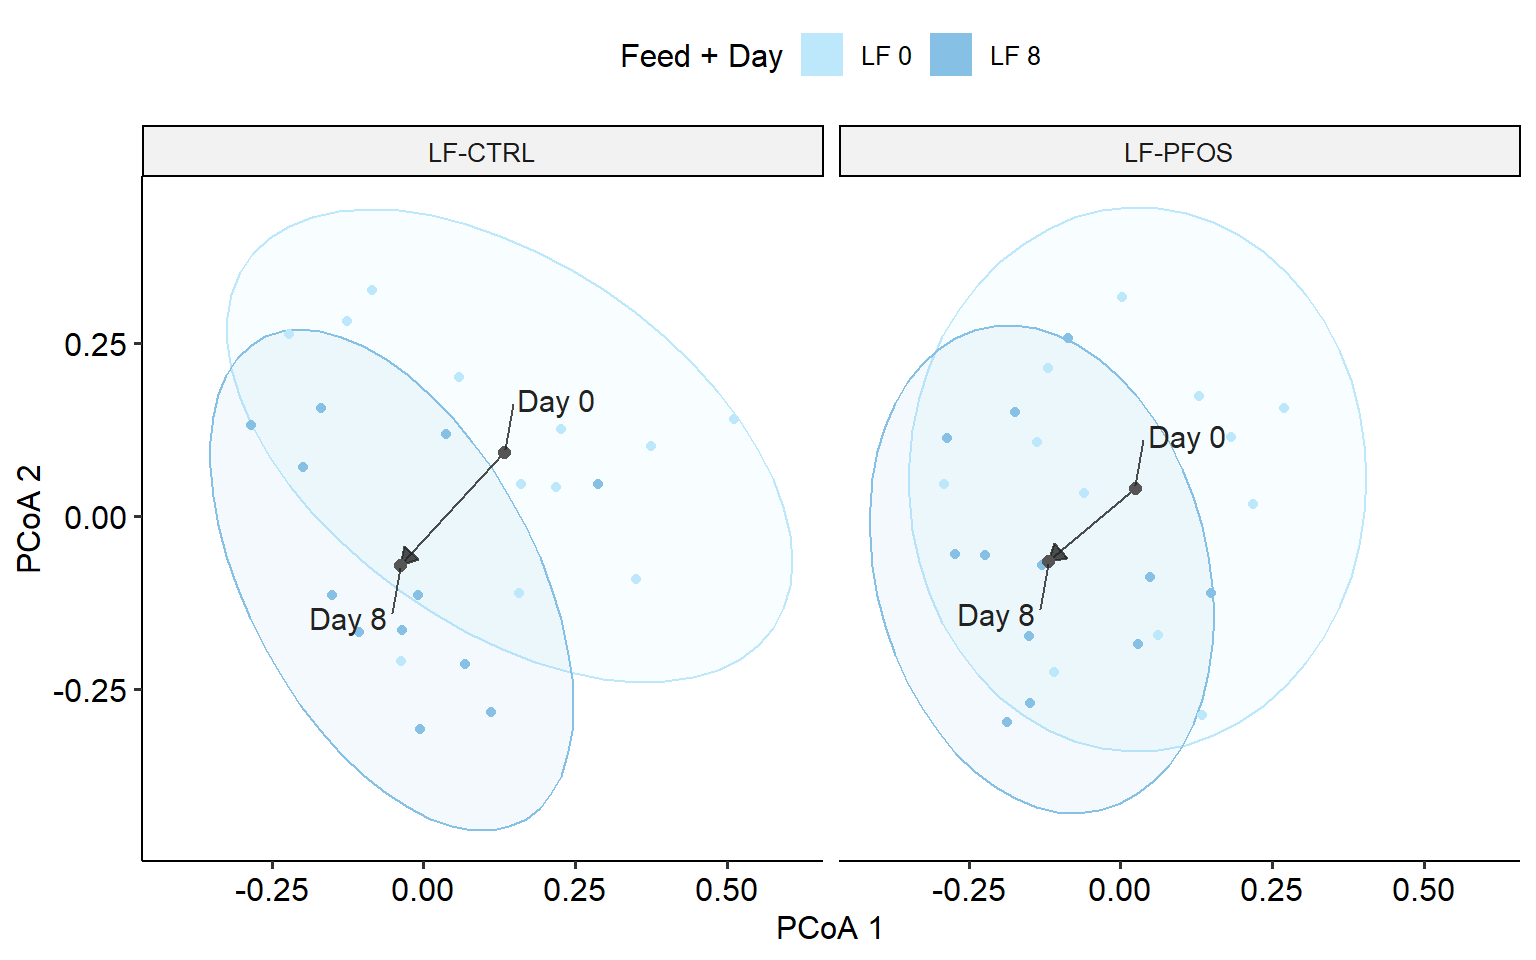 Feed + Day LF 0 LF 8
LF-CTRL LF-PFOS
PCoA 2
0.25
0.00
-0.25
Day 0
Day 8
Day 0
Day 8
-0.25 0.00 0.25 0.50 -0.25 0.00 0.25 0.50
PCoA 1